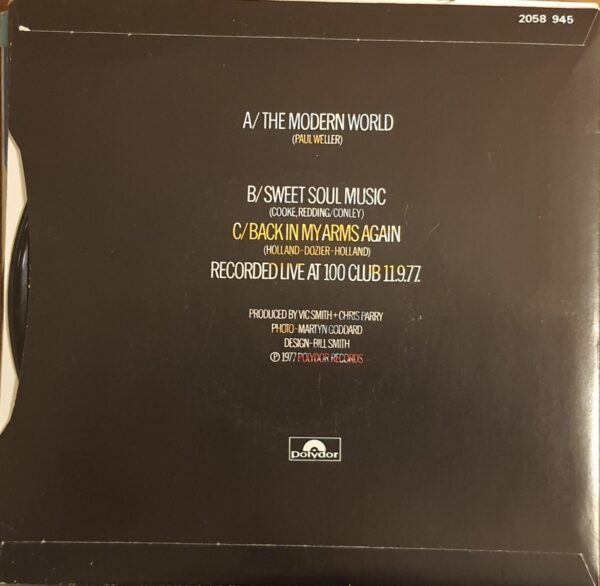 2058 945
A/ THE MODERN WORLD
(PAUL WELLER)
B/ SWEET SOUL MUSIC
(COOKE, REDDING/CONLEY)
C/ BACK IN MY ARMS AGAIN
(HOLLAND-DOZIER-HOLLAND)
RECORDED LIVE AT 100 CLUB 11.9.77.
PRODUCED BY VIC SMITH + CHRIS PARRY
PHOTO-MARTYN GODDARD
DESIGN-BILL SMITH
℗ 1977 POLYDOR RECORDS
polydor